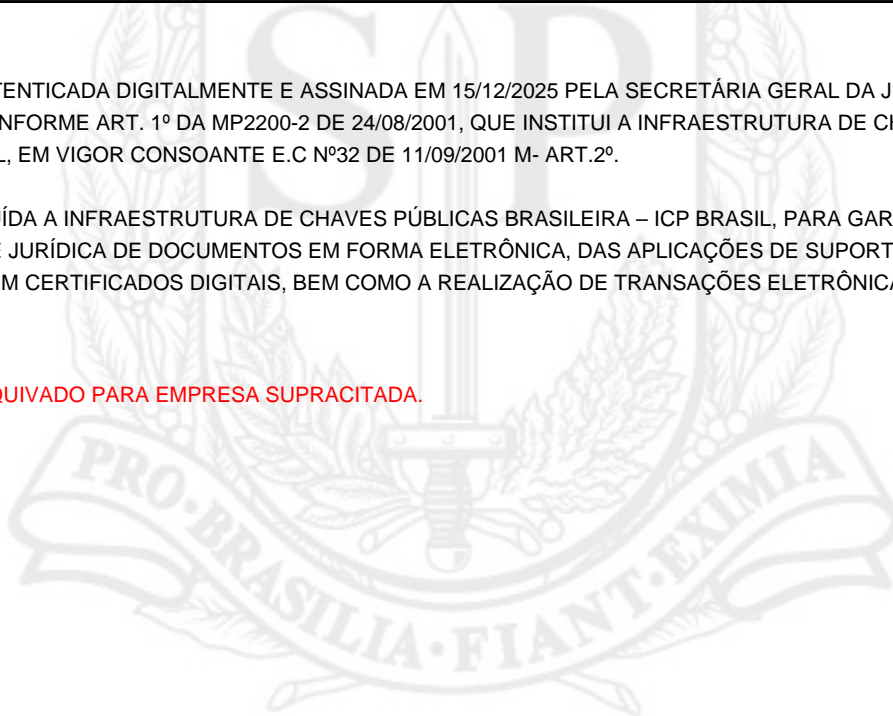 SP
TENTICADA DIGITALMENTE E ASSINADA EM 15/12/2025 PELA SECRETÁRIA GERAL DA J
NFORME ART. 1º DA MP2200-2 DE 24/08/2001, QUE INSTITUI A INFRAESTRUTURA DE CH
L, EM VIGOR CONSOANTE E.C Nº32 DE 11/09/2001 M- ART.2º.
UÍDA A INFRAESTRUTURA DE CHAVES PÚBLICAS BRASILEIRA – ICP BRASIL, PARA GAR
E JURÍDICA DE DOCUMENTOS EM FORMA ELETRÔNICA, DAS APLICAÇÕES DE SUPORT
M CERTIFICADOS DIGITAIS, BEM COMO A REALIZAÇÃO DE TRANSAÇÕES ELETRÔNICA
QUIVADO PARA EMPRESA SUPRACITADA.
PRO·BRASILIA·FIANT·EXIMIA